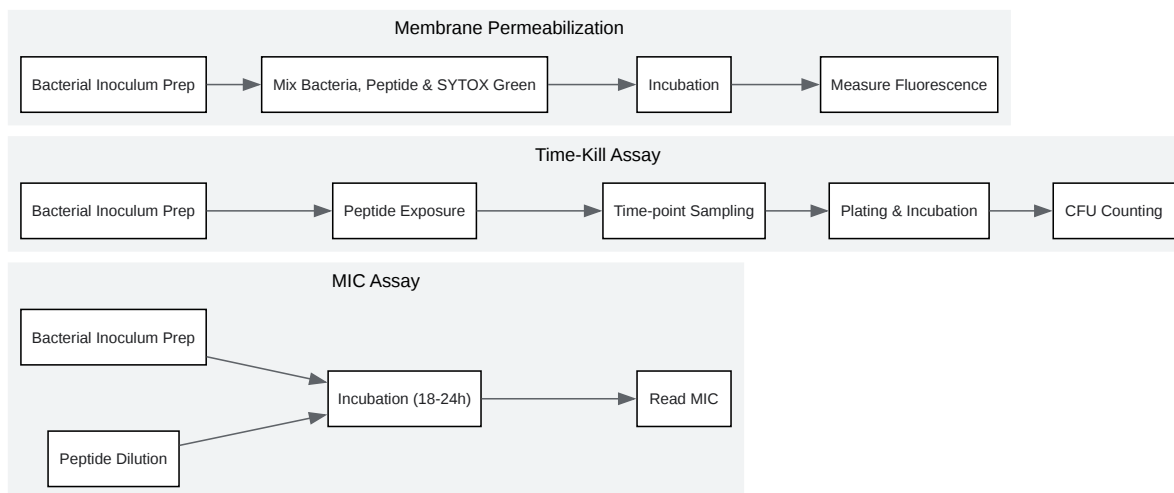 Membrane Permeabilization
Bacterial Inoculum Prep
Mix Bacteria, Peptide & SYTOX Green
Incubation
Measure Fluorescence
Time-Kill Assay
Bacterial Inoculum Prep
Peptide Exposure
Time-point Sampling
Plating & Incubation
CFU Counting
MIC Assay
Bacterial Inoculum Prep
Peptide Dilution
Incubation (18-24h)
Read MIC